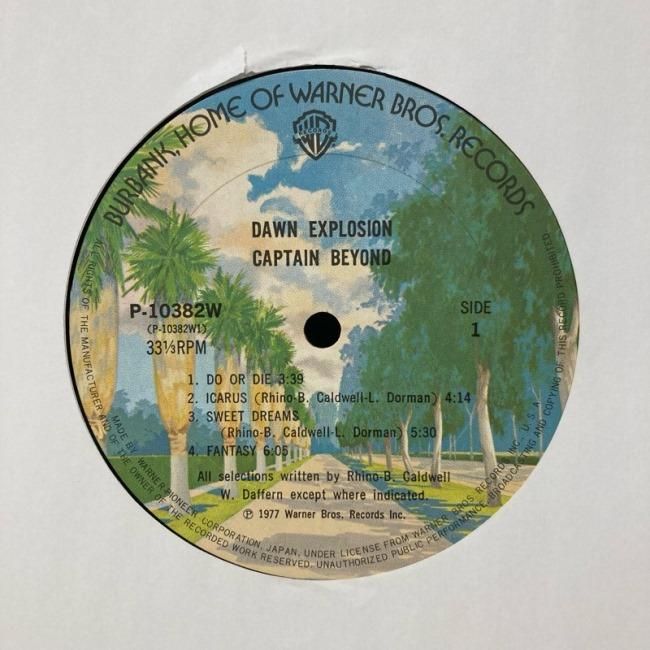 BURBANK, HOME OF WARNER BROS. RECORDS
WB
RECORDS
DAWN EXPLOSION
CAPTAIN BEYOND
P-10382W
(P-10382W1)
33⅓RPM
SIDE
1
1. DO OR DIE 3:39
2. ICARUS (Rhino-B. Caldwell-L. Dorman) 4:14
3. SWEET DREAMS
(Rhino-B. Caldwell-L. Dorman) 5:30
4. FANTASY 6:05
All selections written by Rhino-B. Caldwell
W. Daffern except where indicated.
℗ 1977 Warner Bros. Records Inc.
MADE BY WARNER-PIONEER CORPORATION, JAPAN, UNDER LICENSE FROM WARNER BROS. RECORDS INC., U.S.A.
ALL RIGHTS OF THE MANUFACTURER AND OF THE OWNER OF THE RECORDED WORK RESERVED. UNAUTHORIZED PUBLIC PERFORMANCE, BROADCASTING AND COPYING OF THIS RECORD PROHIBITED.